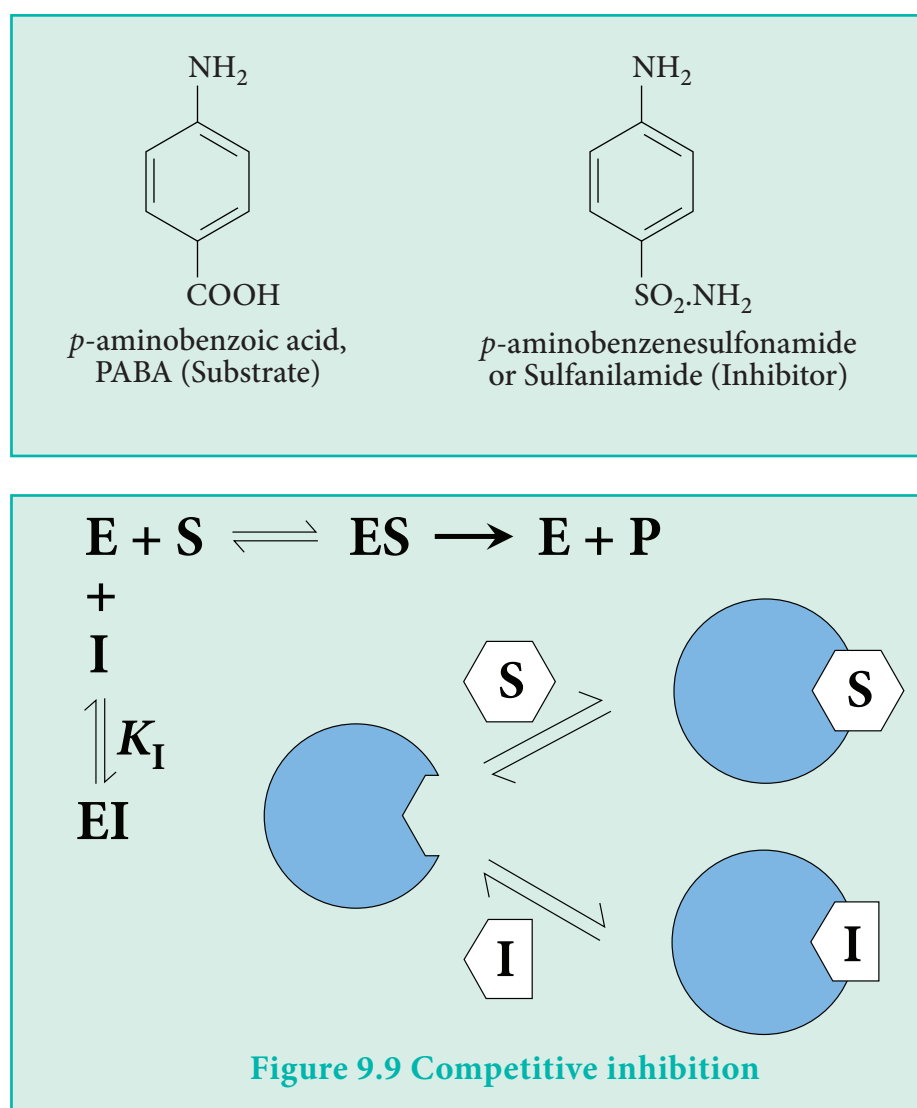 NH₂
COOH
p-aminobenzoic acid,
PABA (Substrate)
NH₂
SO₂.NH₂
p-aminobenzenesulfonamide
or Sulfanilamide (Inhibitor)
E + S ⇌ ES → E + P
+
I
K_I
EI
S
S
I
I
Figure 9.9 Competitive inhibition